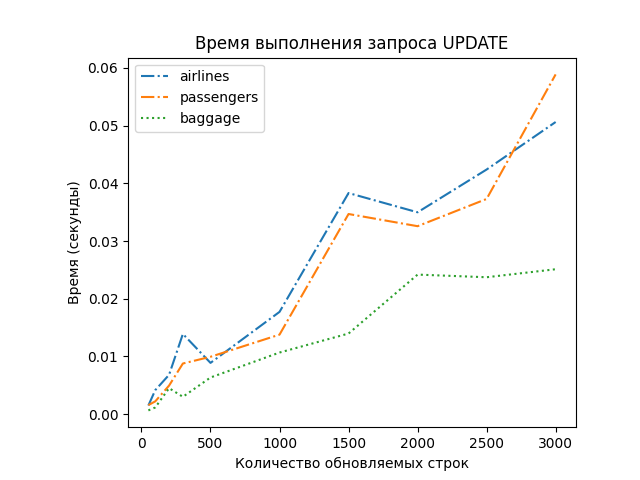 Время выполнения запроса UPDATE
airlines
passengers
baggage
Время (секунды)
0.06
0.05
0.04
0.03
0.02
0.01
0.00
0 500 1000 1500 2000 2500 3000
Количество обновляемых строк